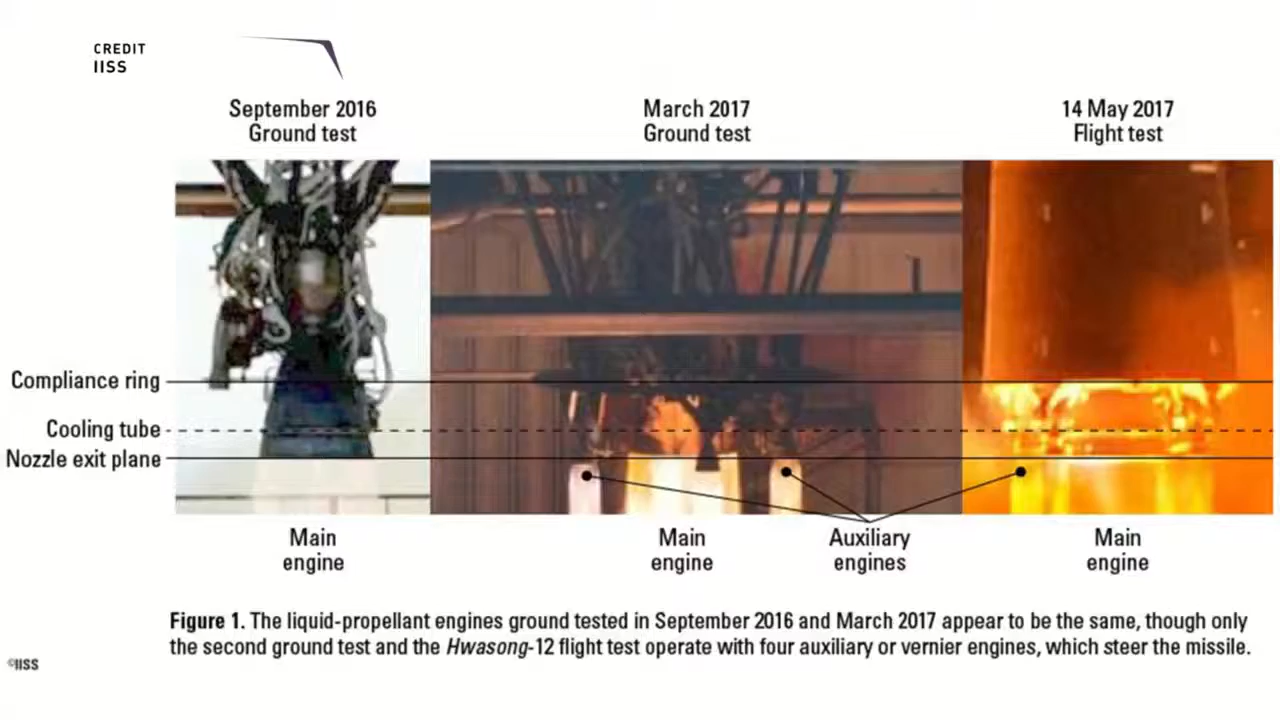 CREDIT
IISS
September 2016
Ground test
March 2017
Ground test
14 May 2017
Flight test
Compliance ring
Cooling tube
Nozzle exit plane
Main
engine
Main
engine
Auxiliary
engines
Main
engine
Figure 1. The liquid-propellant engines ground tested in September 2016 and March 2017 appear to be the same, though only
the second ground test and the Hwasong-12 flight test operate with four auxiliary or vernier engines, which steer the missile.
©IISS